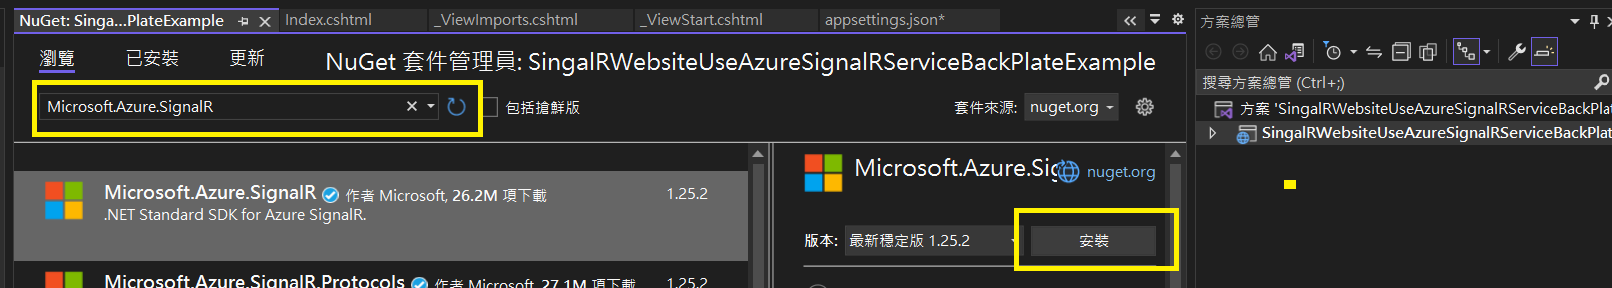 NuGet: Singa...PlateExample
Index.cshtml
_ViewImports.cshtml
_ViewStart.cshtml
appsettings.json*
瀏覽
已安裝
更新
NuGet 套件管理員: SingalRWebsiteUseAzureSignalRServiceBackPlateExample
Microsoft.Azure.SignalR
包括搶鮮版
套件來源: nuget.org
Microsoft.Azure.SignalR 作者 Microsoft, 26.2M 項下載 1.25.2
.NET Standard SDK for Azure SignalR.
Microsoft.Azure.SignalR.Protocols 作者 Microsoft, 27.1M 項下載 1.25.2
Microsoft.Azure.Sig
nuget.org
版本: 最新穩定版 1.25.2
安裝
方案總管
搜尋方案總管 (Ctrl+;)
方案 'SingalRWebsiteUseAzureSignalRServiceBackPlat
SingalRWebsiteUseAzureSignalRServiceBackPlat